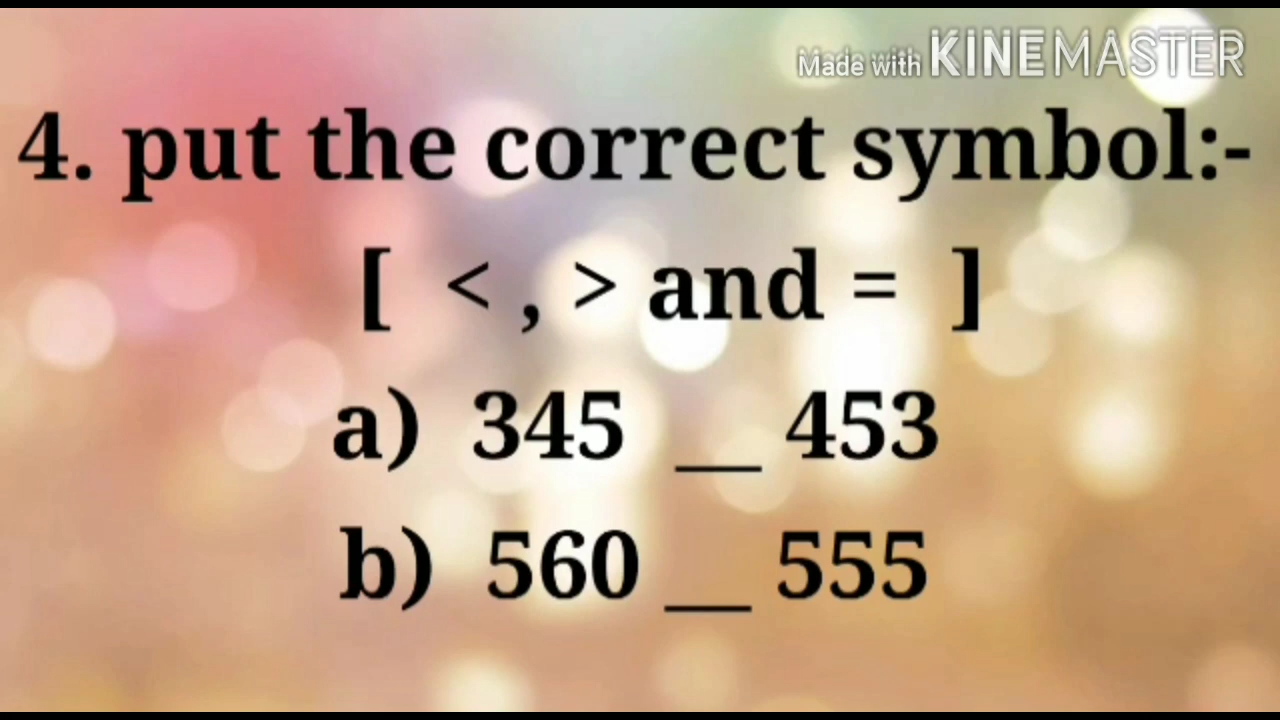 Made with KINEMASTER
4. put the correct symbol:-
[ < , > and = ]
a) 345 __ 453
b) 560 __ 555